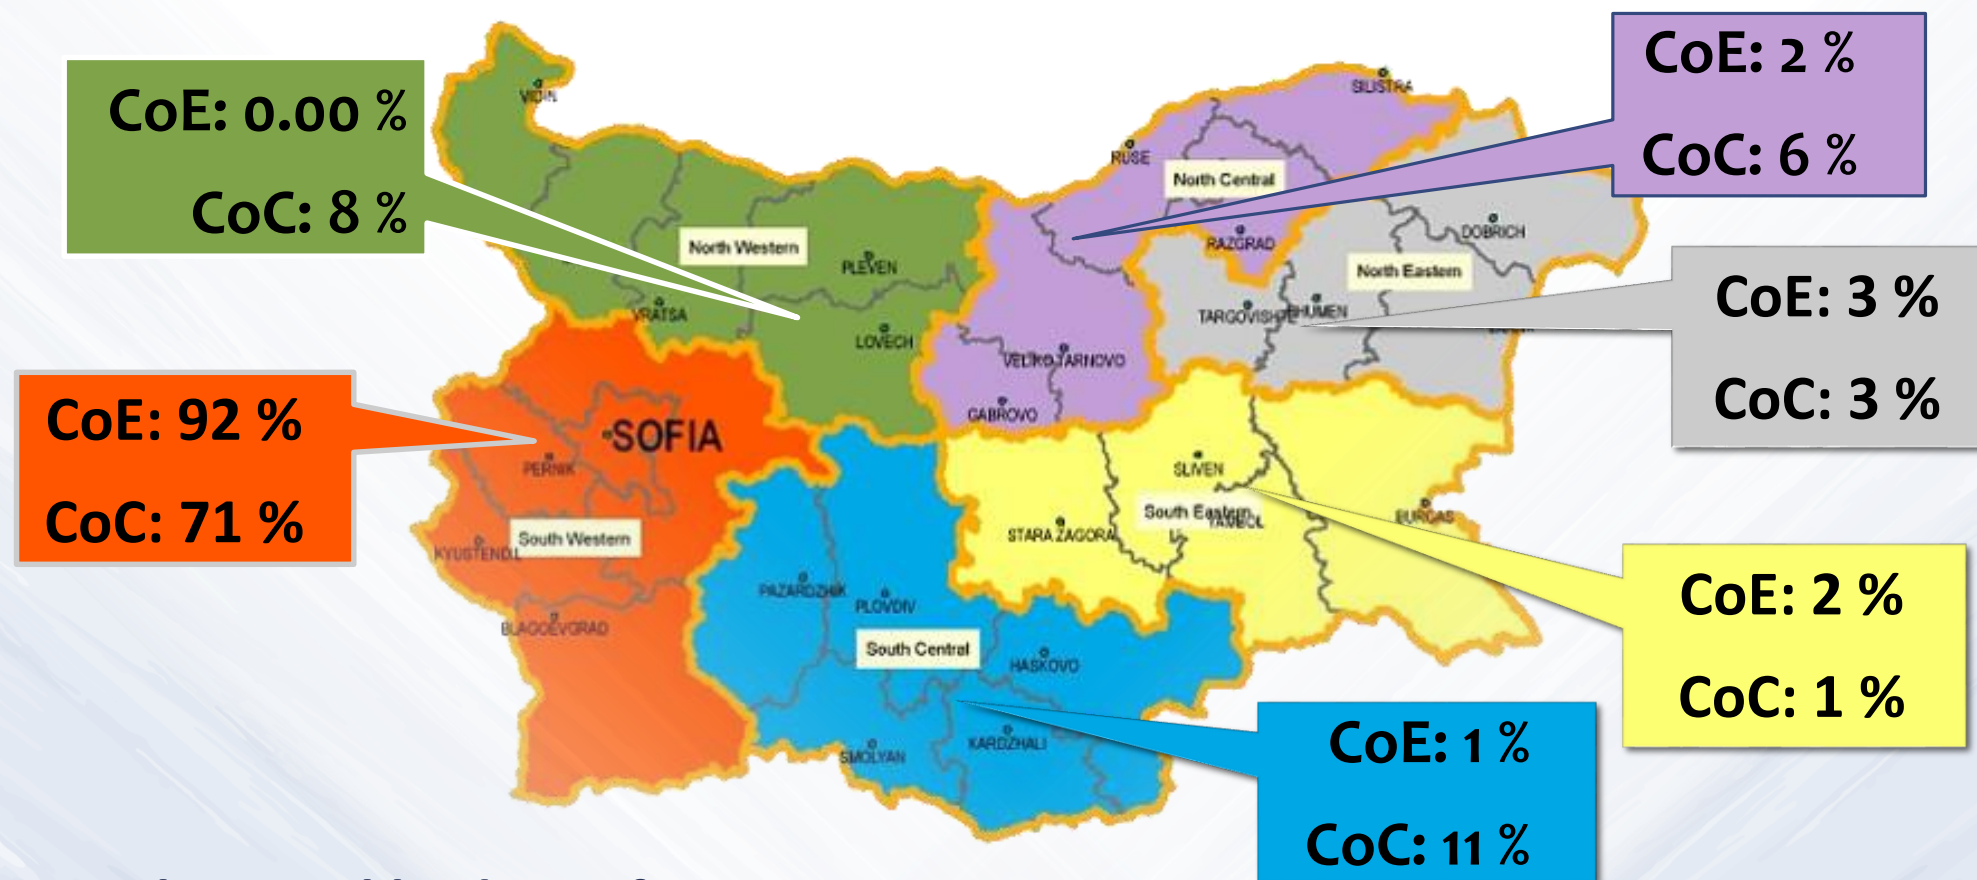 CoE: 0.00 %
CoC: 8 %
CoE: 2 %
CoC: 6 %
CoE: 3 %
CoC: 3 %
CoE: 92 %
CoC: 71 %
CoE: 2 %
CoC: 1 %
CoE: 1 %
CoC: 11 %
VIDIN
SILISTRA
RUSE
North Central
RAZGRAD
DOBRICH
North Western
North Eastern
PLEVEN
VRATSA
LOVECH
TARGOVISHTE
SHUMEN
VELIKO TARNOVO
GABROVO
SOFIA
PERNIK
SLIVEN
South Eastern
YAMBOL
BURGAS
STARA ZAGORA
South Western
KYUSTENDIL
BLAGOEVGRAD
PAZARDZHIK
PLOVDIV
South Central
HASKOVO
KARDZHALI
SMOLYAN